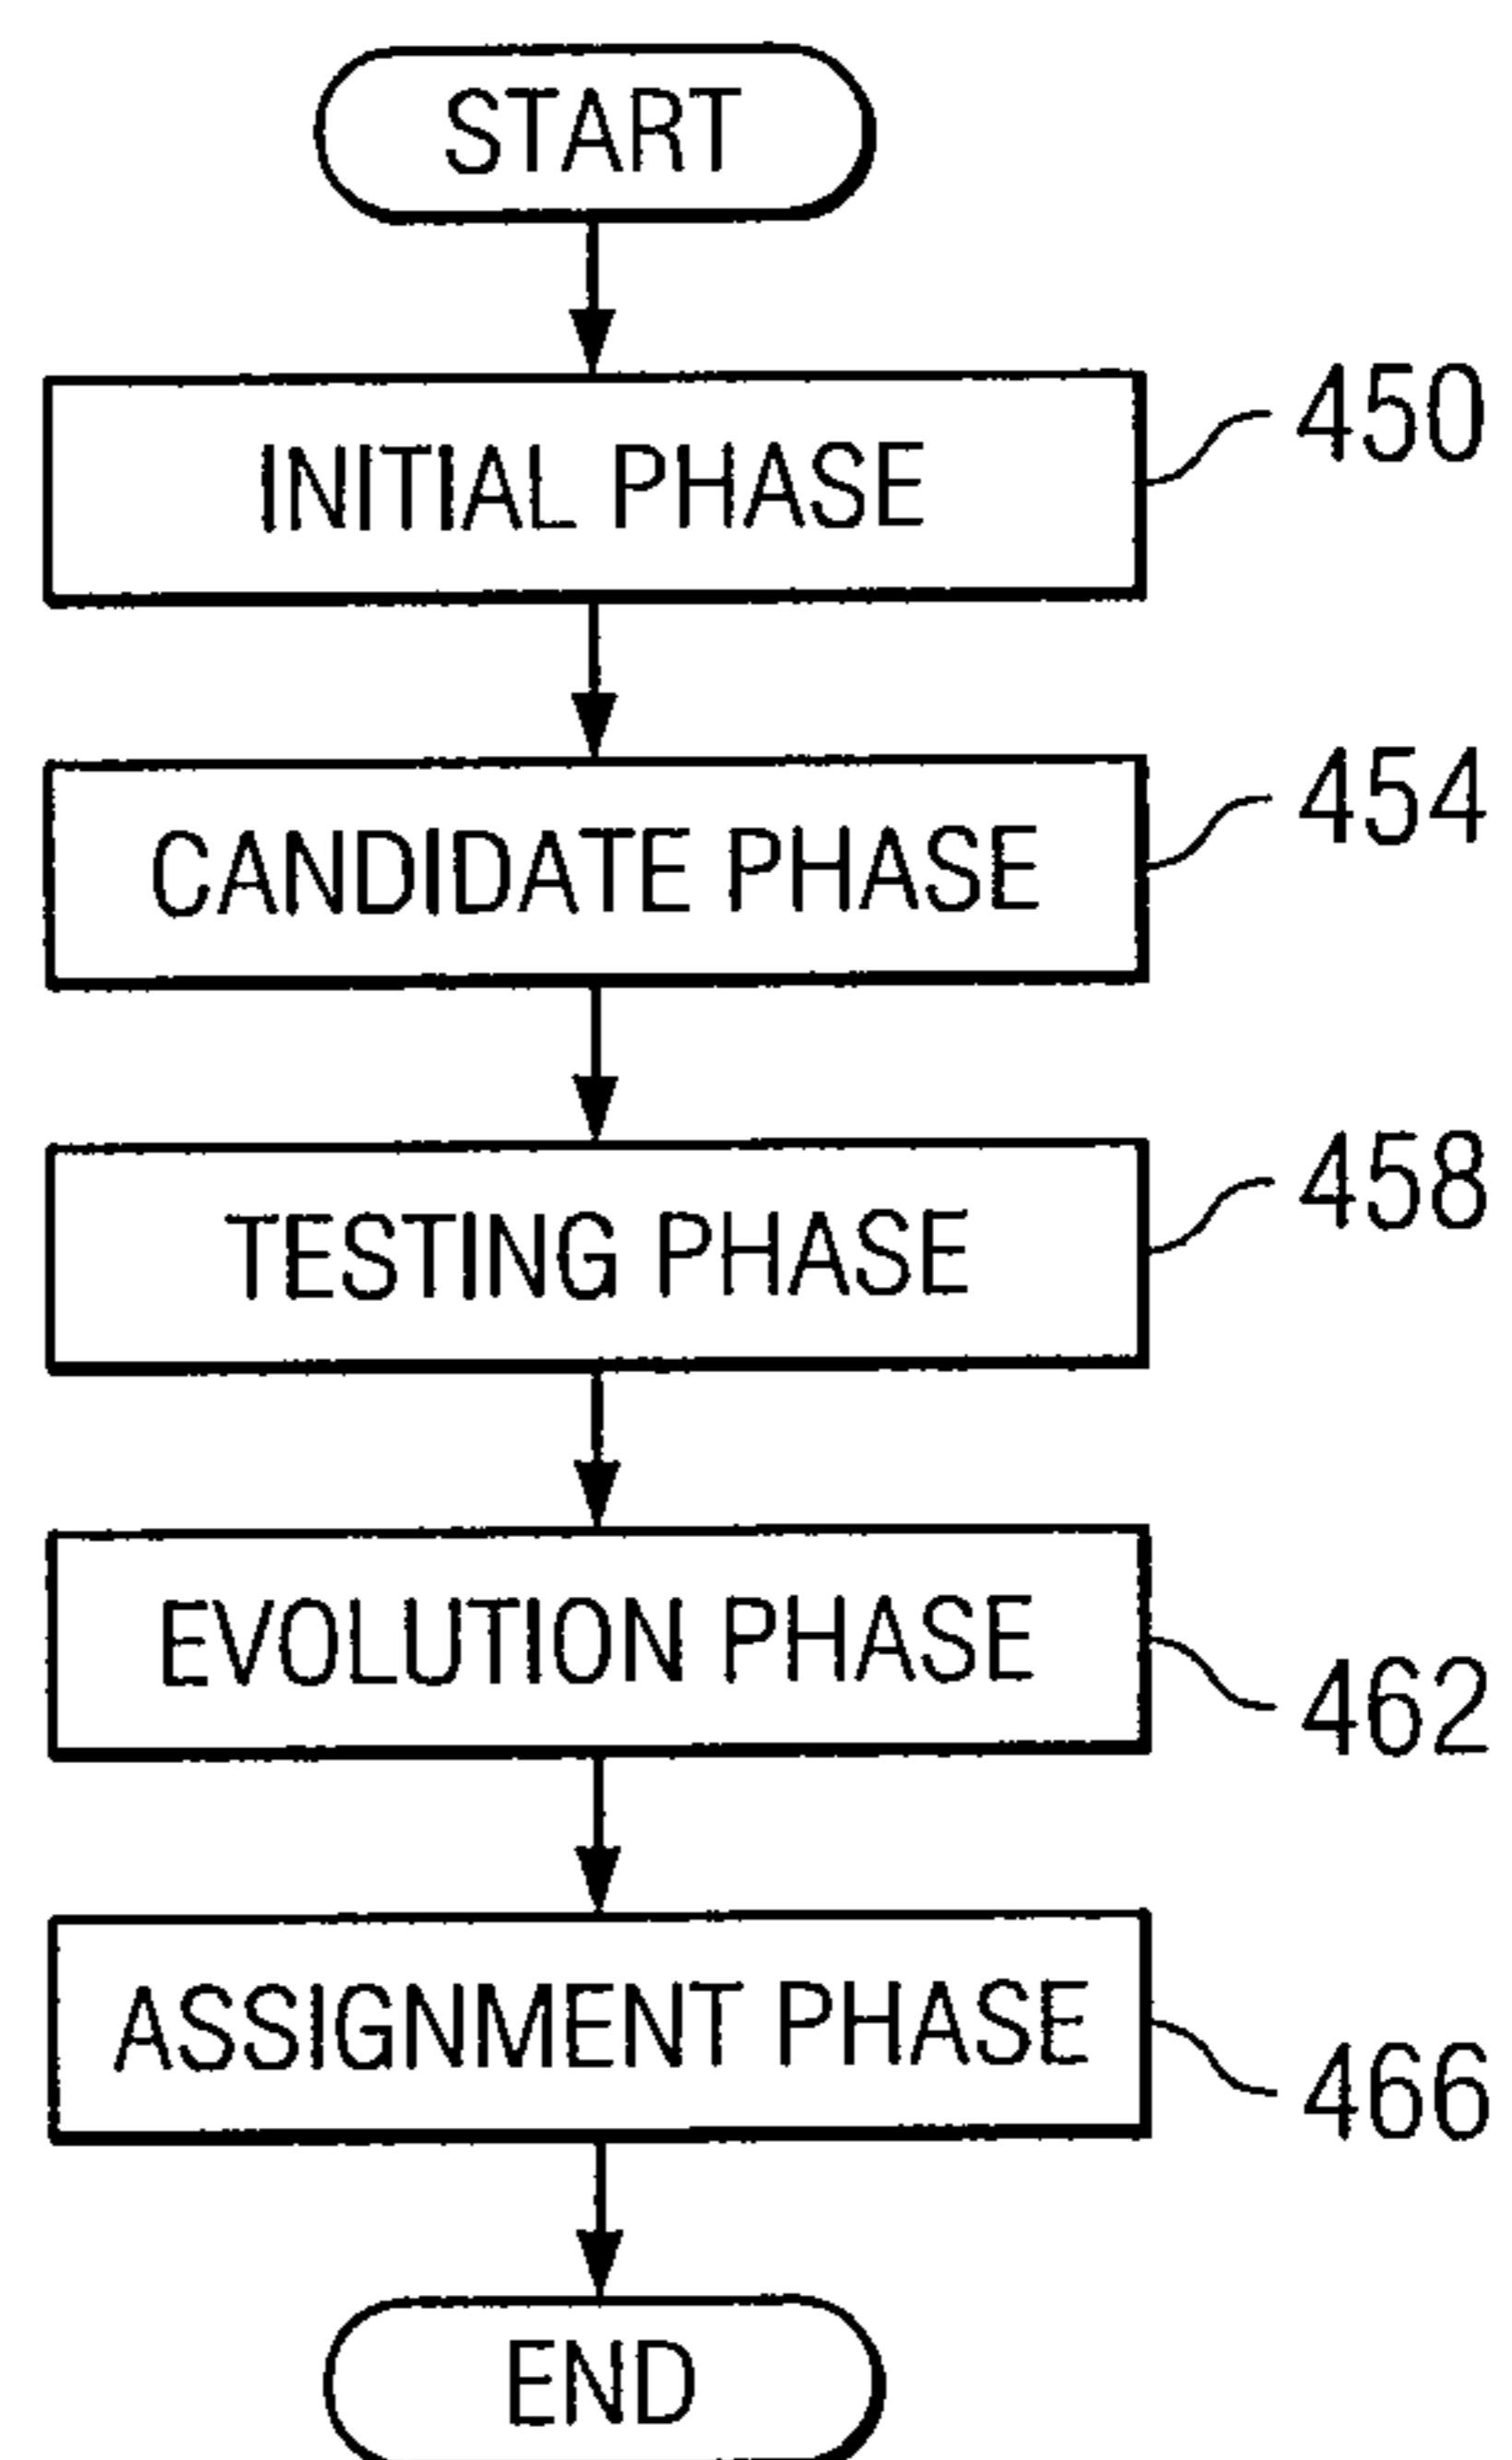 START
INITIAL PHASE
450
CANDIDATE PHASE
454
TESTING PHASE
458
EVOLUTION PHASE
462
ASSIGNMENT PHASE
466
END